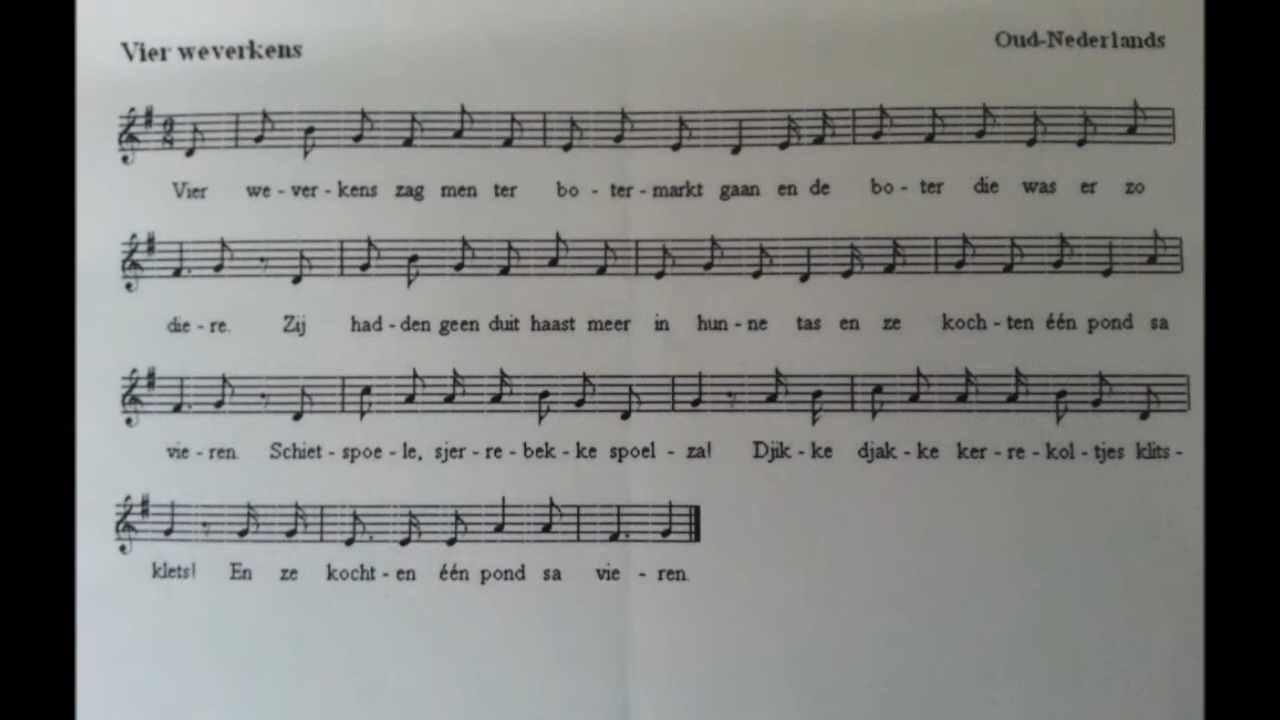 Vier weverkens
Oud-Nederlands
Vier we - ver - kens zag men ter bo - ter - markt gaan en de bo - ter die was er zo
die - re. Zij had - den geen duit haast meer in hun - ne tas en ze koch - ten één pond sa
vie - ren. Schiet - spoe - le, sjer - re - bek - ke spoel - za! Djik - ke djak - ke ker - re - kol - tjes klits -
klets! En ze kocht - en één pond sa vie - ren.